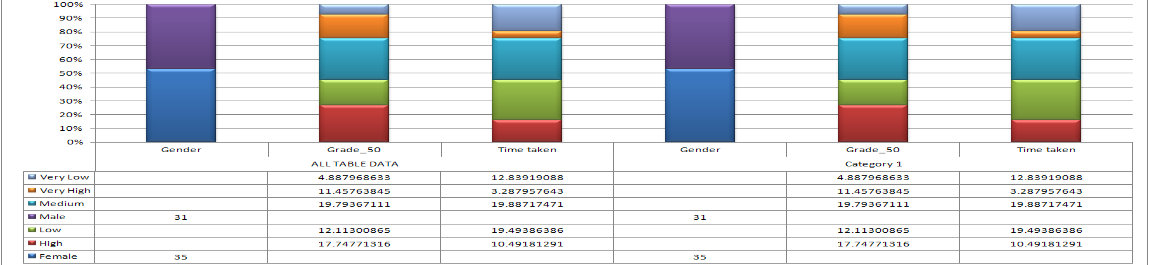 100%
90%
80%
70%
60%
50%
40%
30%
20%
10%
0%
Gender Grade_50 Time taken Gender Grade_50 Time taken
ALL TABLE DATA Category 1
Very Low 4.887968633 12.83919088 4.887968633 12.83919088
Very High 11.45763845 3.287957643 11.45763845 3.287957643
Medium 19.79367111 19.88717471 19.79367111 19.88717471
Male 31 31
Low 12.11300865 19.49386386 12.11300865 19.49386386
High 17.74771316 10.49181291 17.74771316 10.49181291
Female 35 35